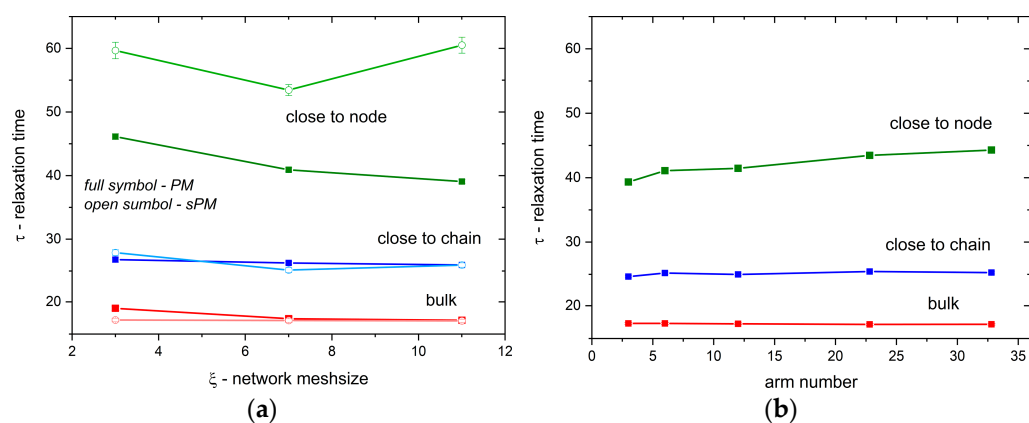 60
50
40
30
20
2
4
6
8
10
12
τ - relaxation time
ξ - network meshsize
close to node
full symbol - PM
open sumbol - sPM
close to chain
bulk
(a)
60
50
40
30
20
0
5
10
15
20
25
30
35
τ - relaxation time
arm number
close to node
close to chain
bulk
(b)